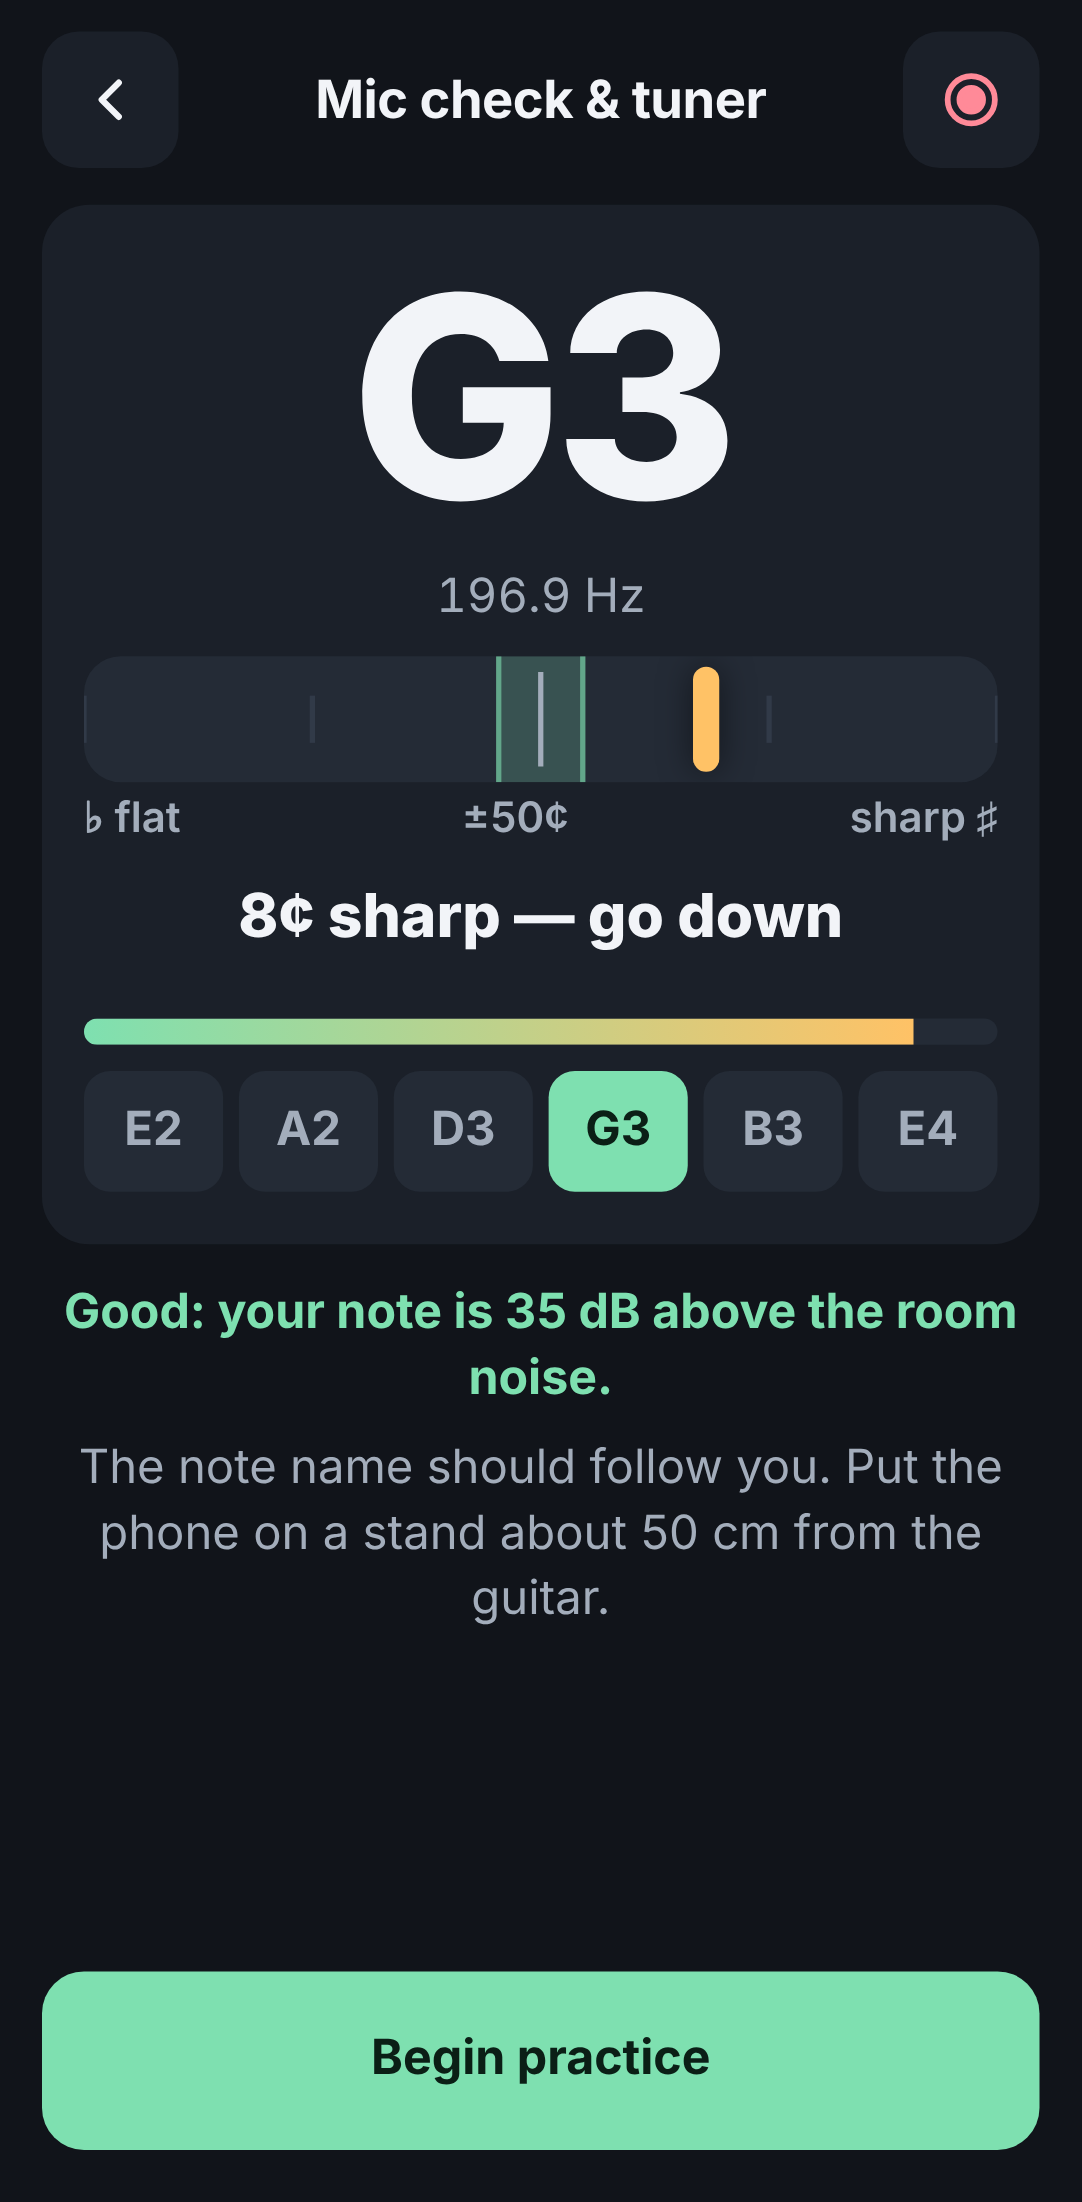 Mic check & tuner
G3
196.9 Hz
♭ flat ±50¢ sharp ♯
8¢ sharp — go down
E2 A2 D3 G3 B3 E4
Good: your note is 35 dB above the room
noise.
The note name should follow you. Put the
phone on a stand about 50 cm from the
guitar.
Begin practice